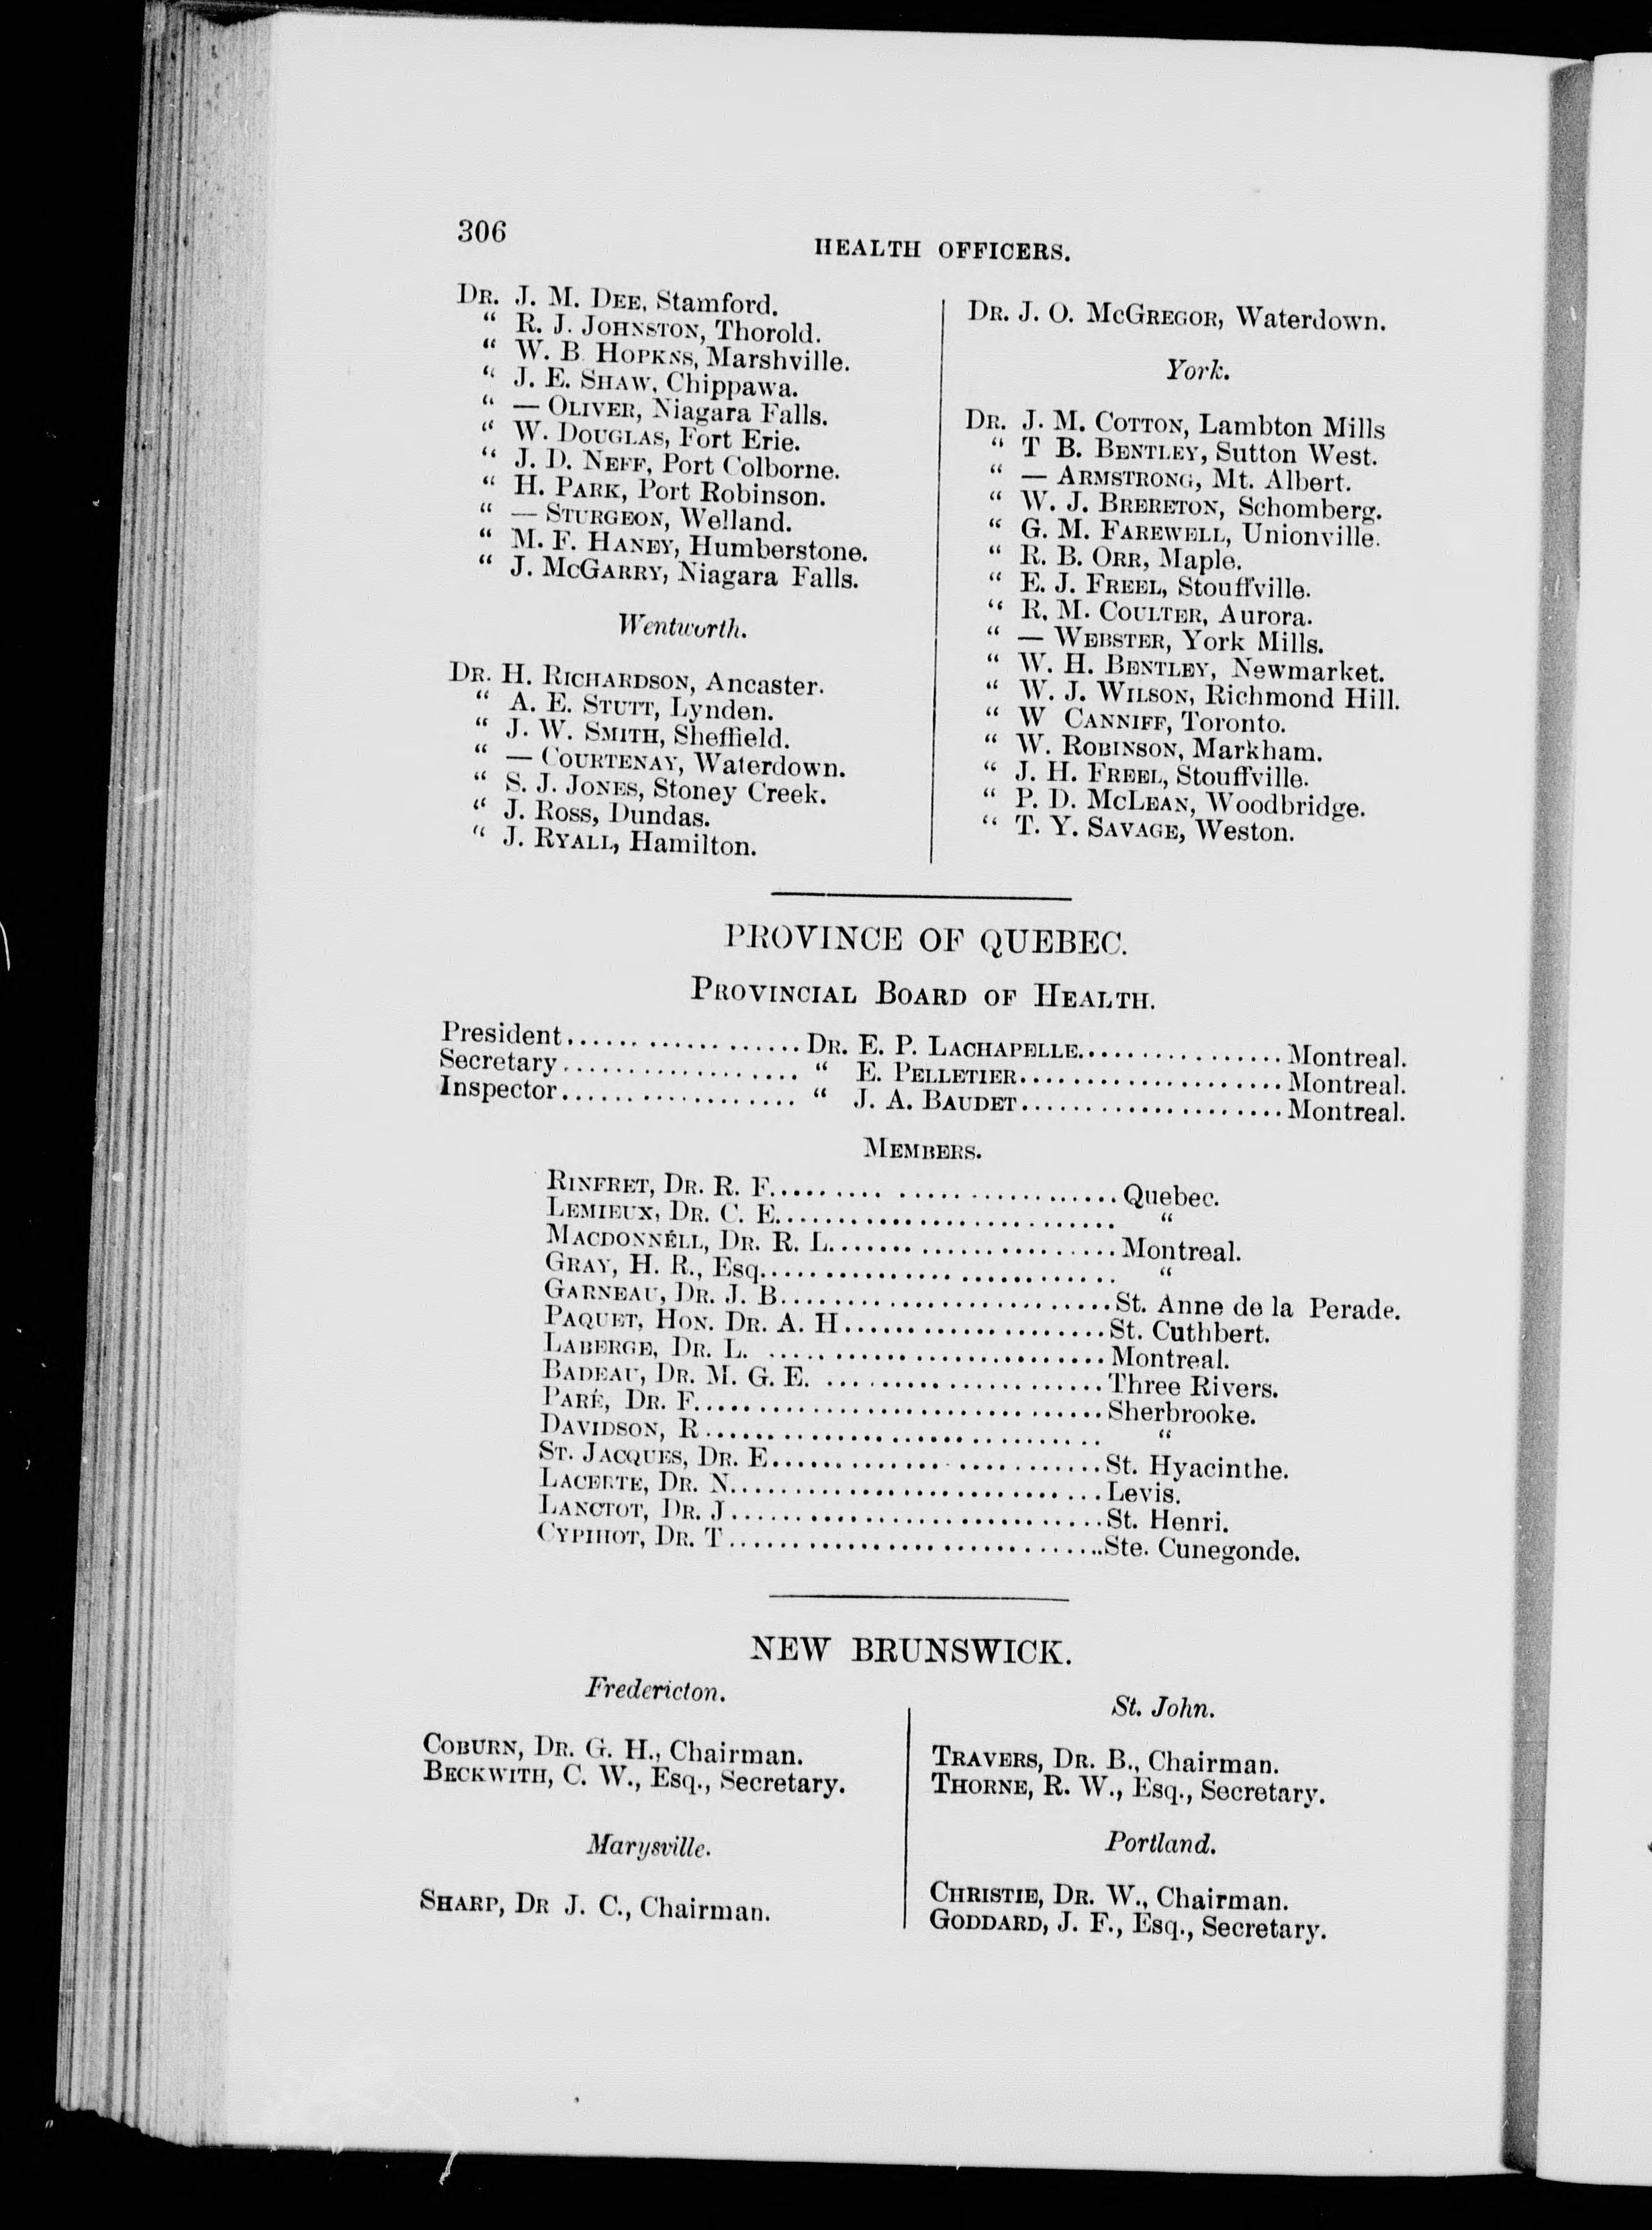 306
HEALTH OFFICERS.
DR. J. M. DEE, Stamford.
“ R. J. JOHNSTON, Thorold.
“ W. B. HOPKNS, Marshville.
“ J. E. SHAW, Chippawa.
“ — OLIVER, Niagara Falls.
“ W. DOUGLAS, Fort Erie.
“ J. D. NEFF, Port Colborne.
“ H. PARK, Port Robinson.
“ — STURGEON, Welland.
“ M. F. HANEY, Humberstone.
“ J. MCGARRY, Niagara Falls.
Wentworth.
DR. H. RICHARDSON, Ancaster.
“ A. E. STUTT, Lynden.
“ J. W. SMITH, Sheffield.
“ — COURTENAY, Waterdown.
“ S. J. JONES, Stoney Creek.
“ J. ROSS, Dundas.
“ J. RYALL, Hamilton.
DR. J. O. MCGREGOR, Waterdown.
York.
DR. J. M. COTTON, Lambton Mills
“ T B. BENTLEY, Sutton West.
“ — ARMSTRONG, Mt. Albert.
“ W. J. BRERETON, Schomberg.
“ G. M. FAREWELL, Unionville.
“ R. B. ORR, Maple.
“ E. J. FREEL, Stouffville.
“ R. M. COULTER, Aurora.
“ — WEBSTER, York Mills.
“ W. H. BENTLEY, Newmarket.
“ W. J. WILSON, Richmond Hill.
“ W CANNIFF, Toronto.
“ W. ROBINSON, Markham.
“ J. H. FREEL, Stouffville.
“ P. D. MCLEAN, Woodbridge.
“ T. Y. SAVAGE, Weston.
PROVINCE OF QUEBEC.
PROVINCIAL BOARD OF HEALTH.
President.................... DR. E. P. LACHAPELLE................ Montreal.
Secretary.................... “ E. PELLETIER..................... Montreal.
Inspector.................... “ J. A. BAUDET..................... Montreal.
MEMBERS.
RINFRET, DR. R. F............................Quebec.
LEMIEUX, DR. C. E............................ “
MACDONNÉLL, DR. R. L........................Montreal.
GRAY, H. R., Esq............................. “
GARNEAU, DR. J. B............................St. Anne de la Perade.
PAQUET, HON. DR. A. H.......................St. Cuthbert.
LABERGE, DR. L. ............................Montreal.
BADEAU, DR. M. G. E. .......................Three Rivers.
PARÉ, DR. F.................................Sherbrooke.
DAVIDSON, R................................. “
ST. JACQUES, DR. E..........................St. Hyacinthe.
LACERTE, DR. N..............................Levis.
LANCTOT, DR. J..............................St. Henri.
CYPIHOT, DR. T..............................Ste. Cunegonde.
NEW BRUNSWICK.
Fredericton.
COBURN, DR. G. H., Chairman.
BECKWITH, C. W., Esq., Secretary.
Marysville.
SHARP, DR J. C., Chairman.
St. John.
TRAVERS, DR. B., Chairman.
THORNE, R. W., Esq., Secretary.
Portland.
CHRISTIE, DR. W., Chairman.
GODDARD, J. F., Esq., Secretary.